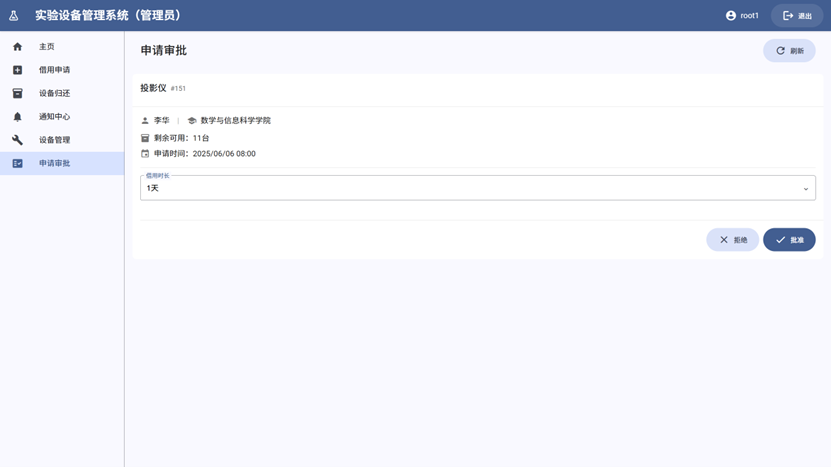 实验设备管理系统（管理员）
root1
退出
主页
借用申请
设备归还
通知中心
设备管理
申请审批
申请审批
刷新
投影仪 #151
李华 | 数学与信息科学学院
剩余可用：11台
申请时间：2025/06/06 08:00
借用时长
1天
拒绝
批准